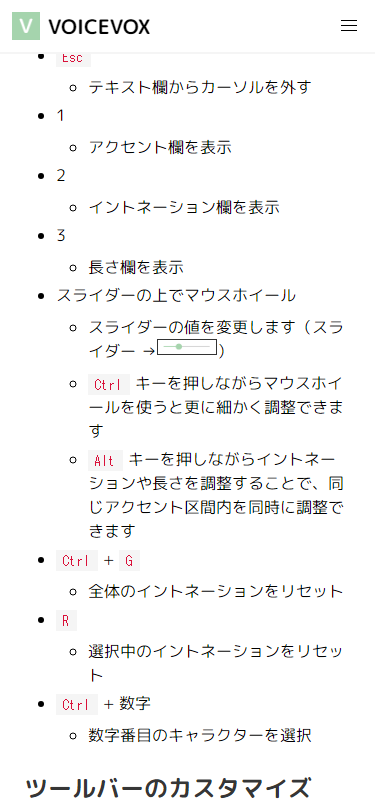 V VOICEVOX
Esc
テキスト欄からカーソルを外す
1
アクセント欄を表示
2
イントネーション欄を表示
3
長さ欄を表示
スライダーの上でマウスホイール
スライダーの値を変更します（スラ
イダー →）
Ctrl キーを押しながらマウスホイ
ールを使うと更に細かく調整できま
す
Alt キーを押しながらイントネー
ションや長さを調整することで、同
じアクセント区間内を同時に調整で
きます
Ctrl + G
全体のイントネーションをリセット
R
選択中のイントネーションをリセッ
ト
Ctrl + 数字
数字番目のキャラクターを選択
ツールバーのカスタマイズ